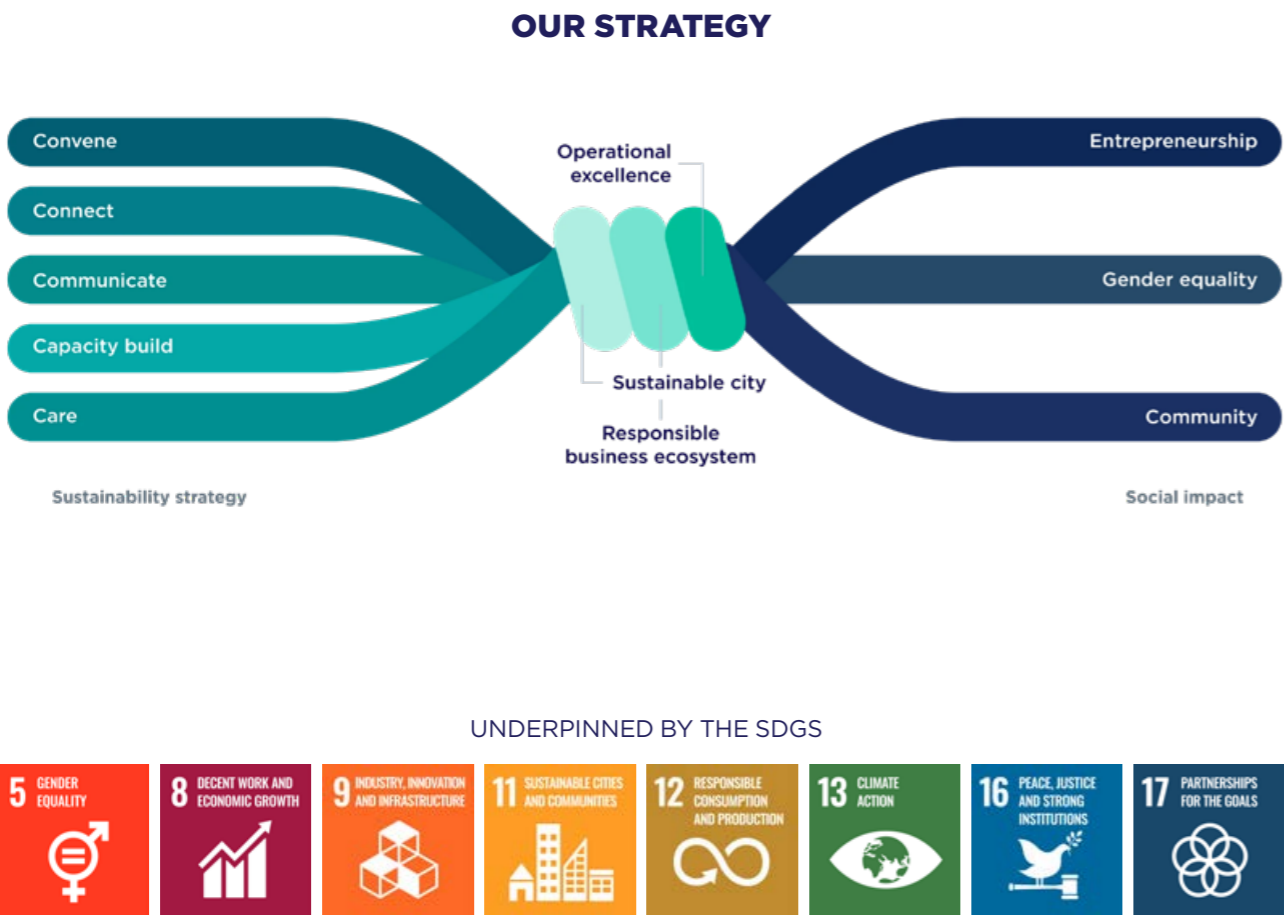 OUR STRATEGY
Convene
Connect
Communicate
Capacity build
Care
Sustainability strategy
Operational
excellence
Sustainable city
Responsible
business ecosystem
Entrepreneurship
Gender equality
Community
Social impact
UNDERPINNED BY THE SDGS
5 GENDER
EQUALITY
8 DECENT WORK AND
ECONOMIC GROWTH
9 INDUSTRY, INNOVATION
AND INFRASTRUCTURE
11 SUSTAINABLE CITIES
AND COMMUNITIES
12 RESPONSIBLE
CONSUMPTION
AND PRODUCTION
13 CLIMATE
ACTION
16 PEACE, JUSTICE
AND STRONG
INSTITUTIONS
17 PARTNERSHIPS
FOR THE GOALS